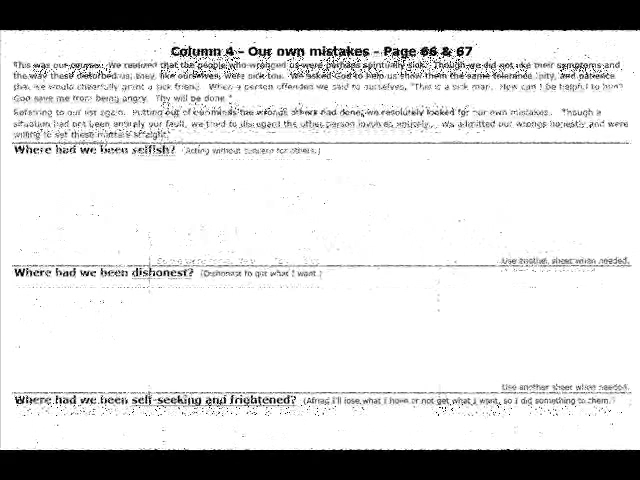 Column 4 - Our own mistakes - Page 66 & 67
This was our course. We realized that the people who wronged us were perhaps spiritually sick. Though we did not like their symptoms and
the way these disturbed us, they, like ourselves, were sick too. We asked God to help us show them the same tolerance, pity, and patience
that we would cheerfully grant a sick friend. When a person offended we said to ourselves, "This is a sick man. How can I be helpful to him?
God save me from being angry. Thy will be done."
Referring to our list again. Putting out of our minds the wrongs others had done, we resolutely looked for our own mistakes. Though a
situation had not been entirely our fault, we tried to disregard the other person involved entirely. We admitted our wrongs honestly and were
willing to set these matters straight.
Where had we been selfish? (Acting without concern for others.)
Use another sheet when needed.
Where had we been dishonest? (Dishonest to get what I want.)
Use another sheet when needed.
Where had we been self-seeking and frightened? (Afraid I'll lose what I have or not get what I want, so I did something to them.)